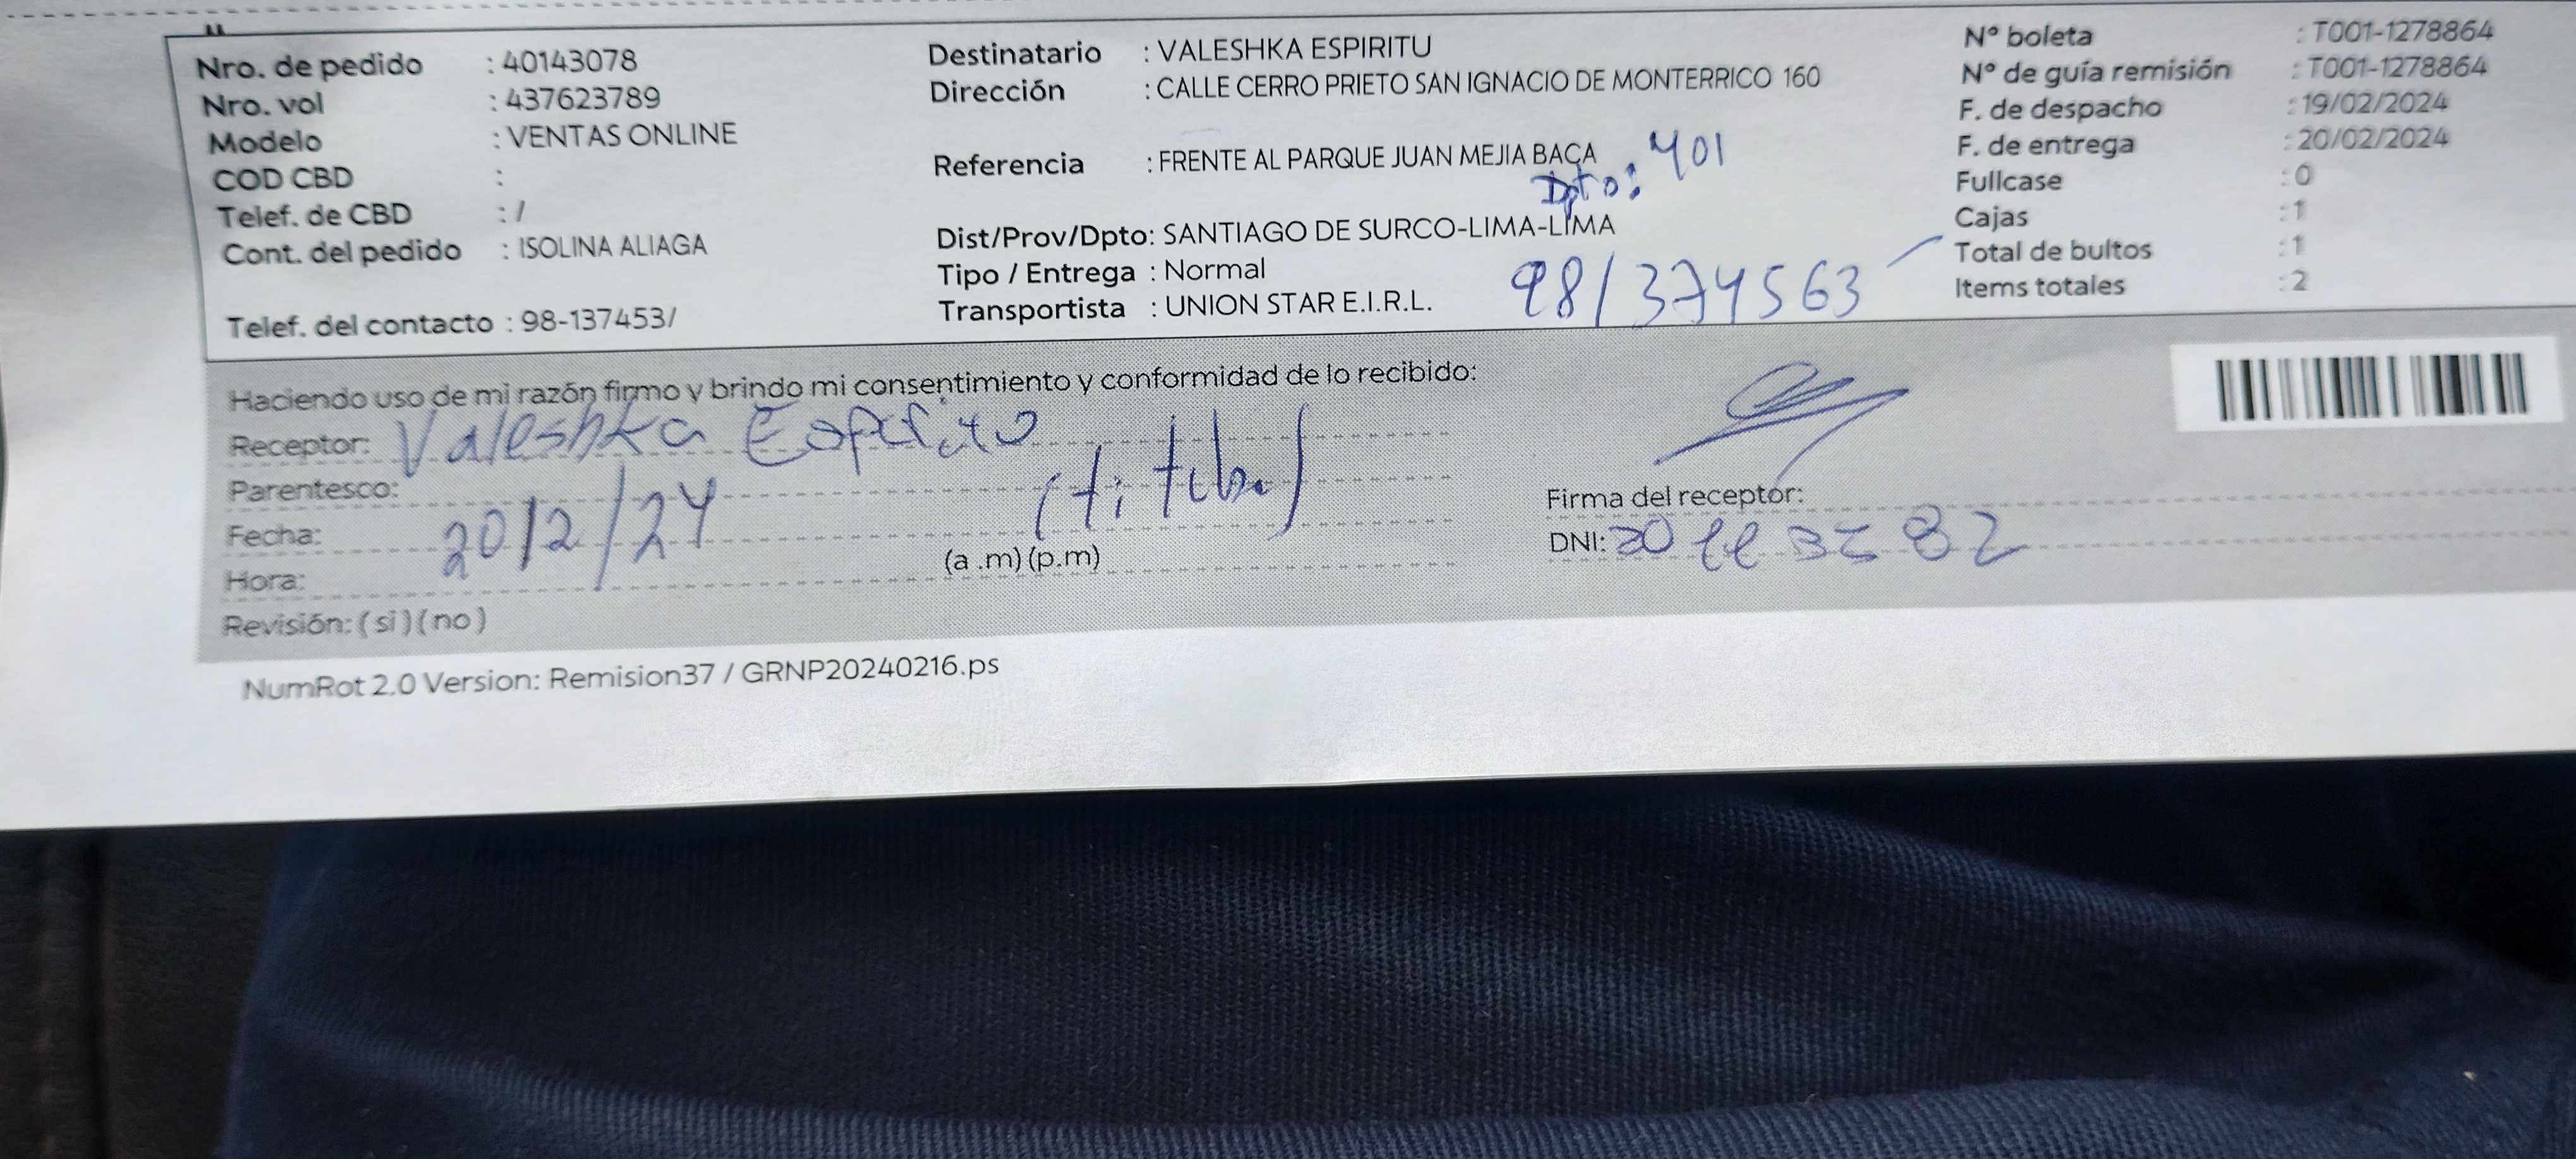 Nro. de pedido : 40143078
Nro. vol : 437623789
Modelo : VENTAS ONLINE
COD CBD :
Telef. de CBD : /
Cont. del pedido : ISOLINA ALIAGA
Telef. del contacto : 98-137453/
Destinatario : VALESHKA ESPIRITU
Dirección : CALLE CERRO PRIETO SAN IGNACIO DE MONTERRICO 160
Referencia : FRENTE AL PARQUE JUAN MEJIA BACA
Dpto: 401
Dist/Prov/Dpto: SANTIAGO DE SURCO-LIMA-LIMA
Tipo / Entrega : Normal
Transportista : UNION STAR E.I.R.L.
981374563
N° boleta : T001-1278864
N° de guía remisión : T001-1278864
F. de despacho : 19/02/2024
F. de entrega : 20/02/2024
Fullcase : 0
Cajas : 1
Total de bultos : 1
Items totales : 2
Haciendo uso de mi razón firmo y brindo mi consentimiento y conformidad de lo recibido:
Receptor: Valeshka Espirito
Parentesco: (titular)
Fecha: 20/2/24
Hora: (a .m) (p.m)
Revisión: ( si ) ( no )
Firma del receptor:
DNI:
NumRot 2.0 Version: Remision37 / GRNP20240216.ps